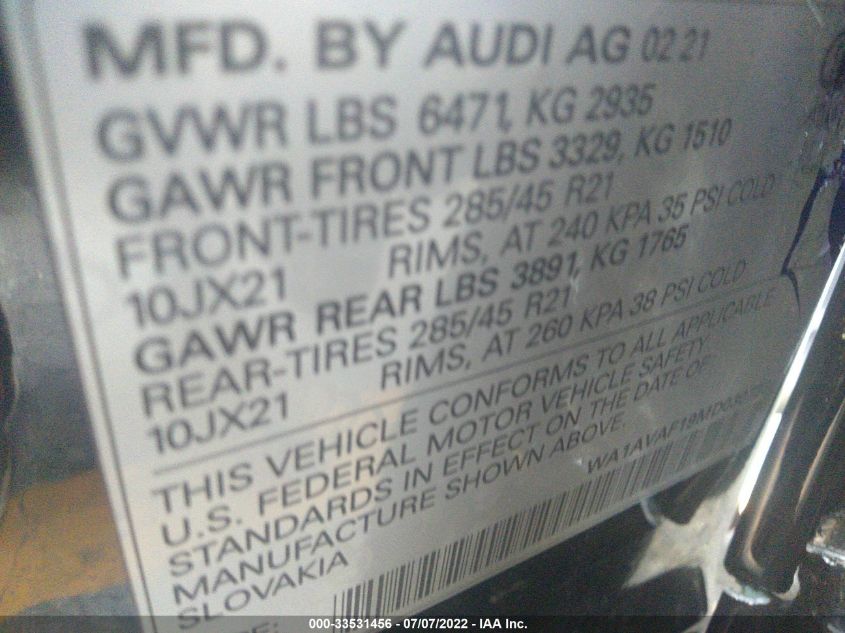 MFD. BY AUDI AG 02 21
GVWR LBS 6471, KG 2935
GAWR FRONT LBS 3329, KG 1510
FRONT-TIRES 285/45 R21
10JX21 RIMS, AT 240 KPA 35 PSI COLD
GAWR REAR LBS 3891, KG 1765
REAR-TIRES 285/45 R21
10JX21 RIMS, AT 260 KPA 38 PSI COLD
THIS VEHICLE CONFORMS TO ALL APPLICABLE
U.S. FEDERAL MOTOR VEHICLE SAFETY
STANDARDS IN EFFECT ON THE DATE OF
MANUFACTURE SHOWN ABOVE.
SLOVAKIA
000-33531456 - 07/07/2022 - IAA Inc.